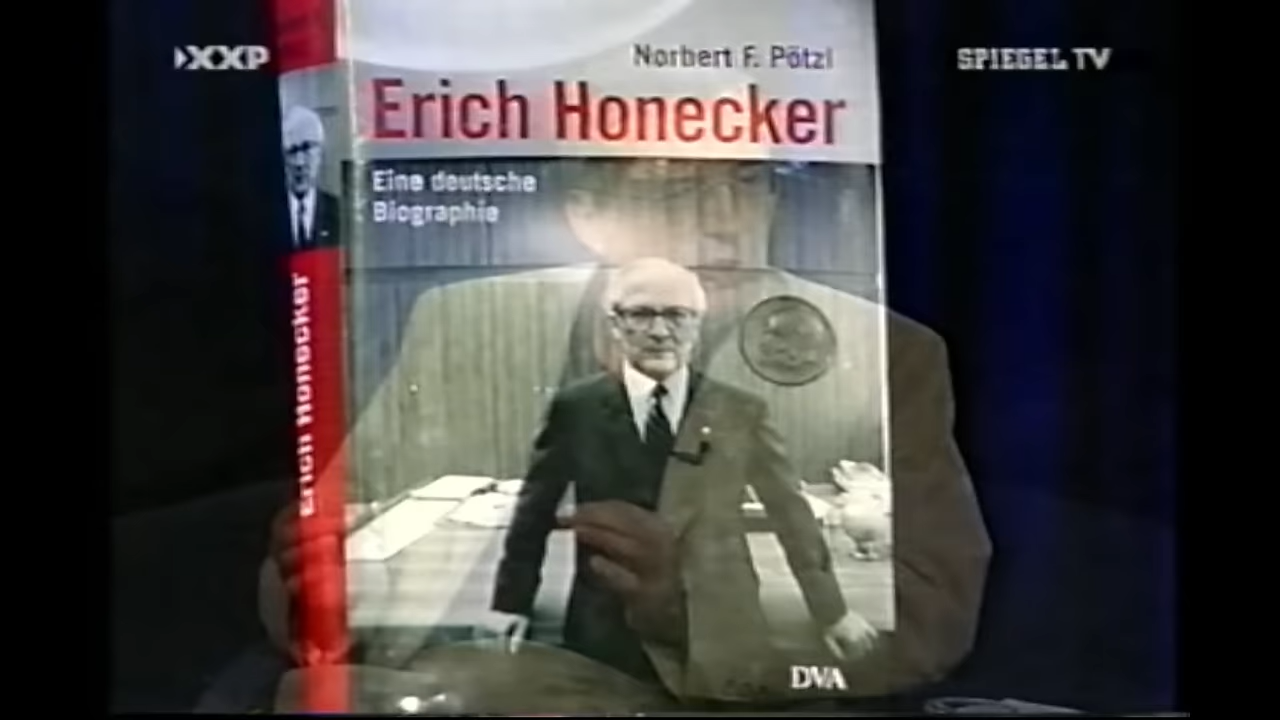 XXP
SPIEGEL TV
Norbert F. Pötzl
Erich Honecker
Eine deutsche
Biographie
Erich Honecker
DVA